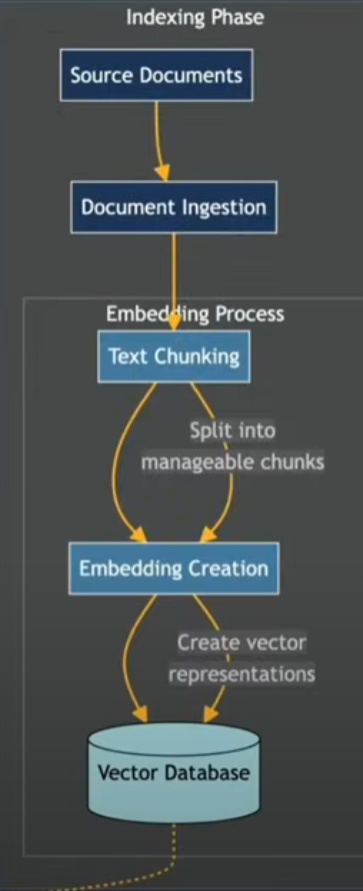 Indexing Phase
Source Documents
Document Ingestion
Embedding Process
Text Chunking
Split into
manageable chunks
Embedding Creation
Create vector
representations
Vector Database